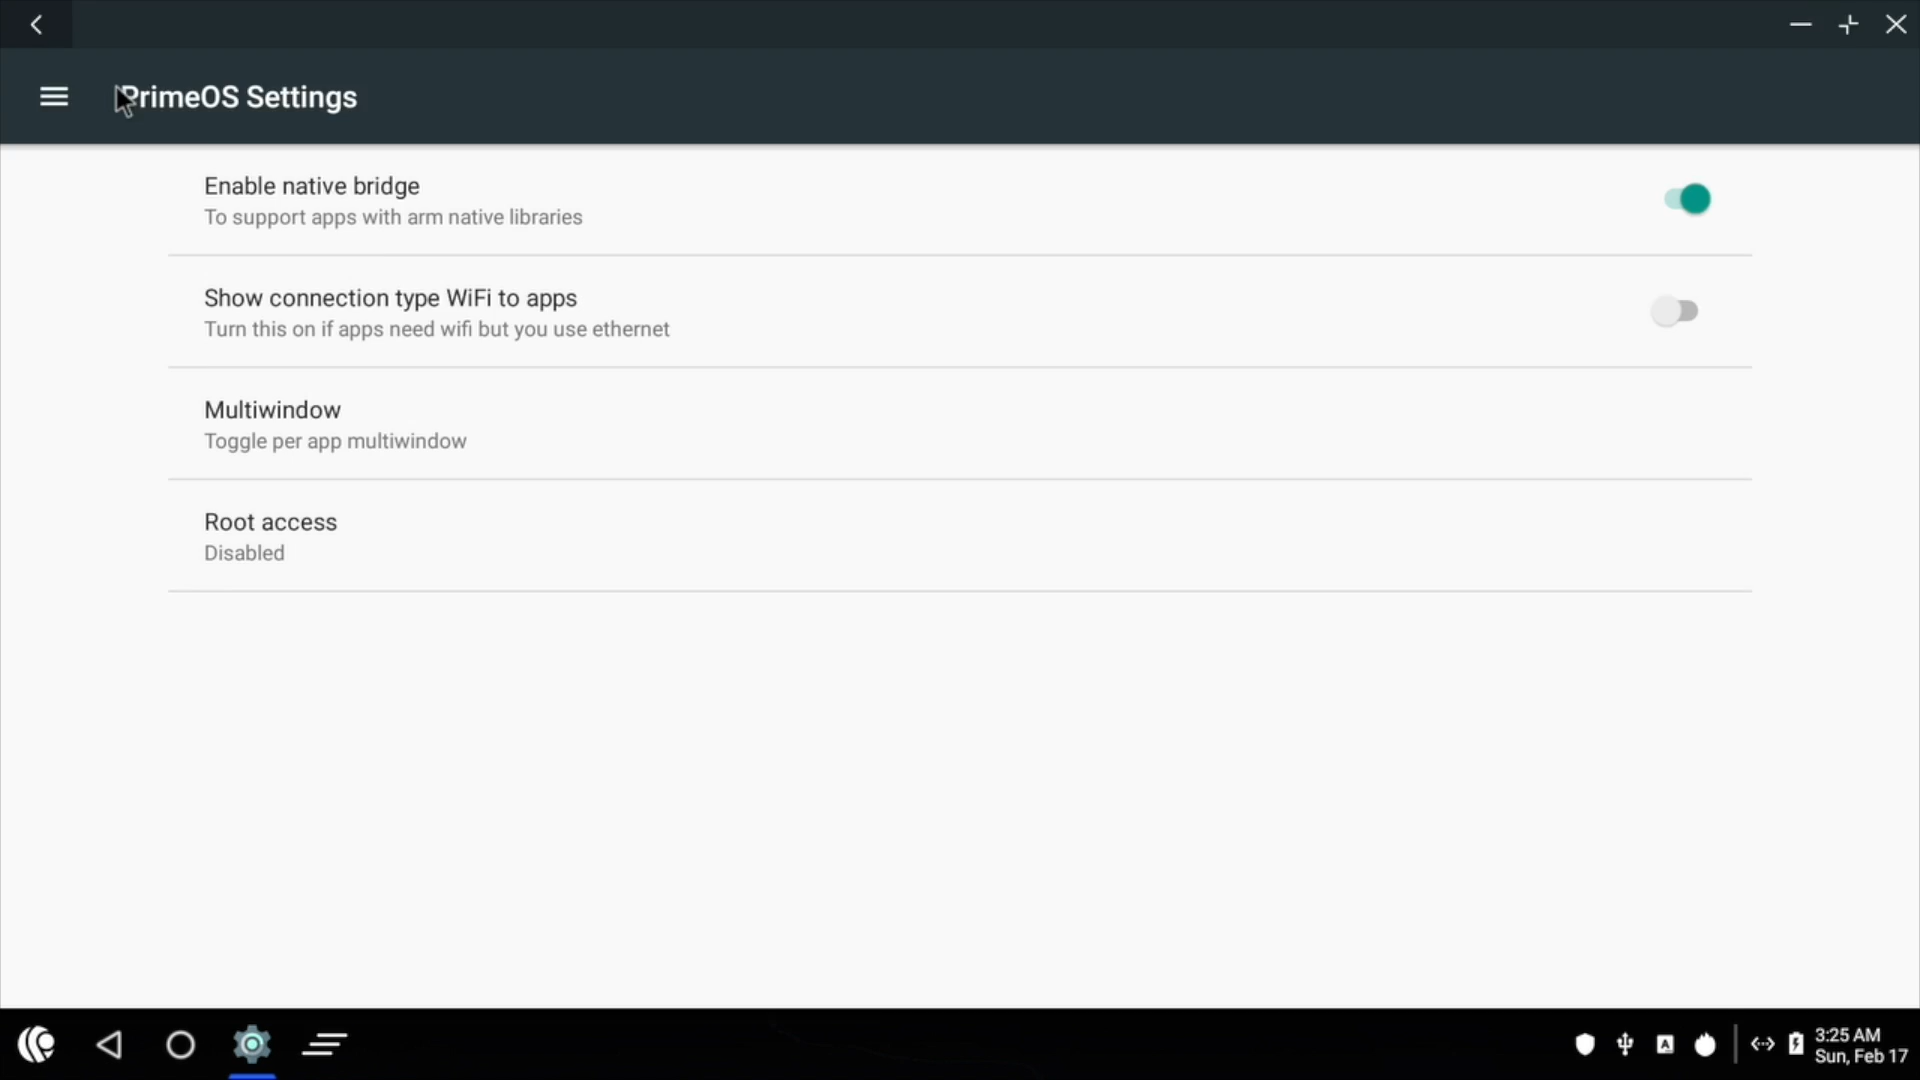 PrimeOS Settings
Enable native bridge
To support apps with arm native libraries
Show connection type WiFi to apps
Turn this on if apps need wifi but you use ethernet
Multiwindow
Toggle per app multiwindow
Root access
Disabled
A
3:25 AM
Sun, Feb 17